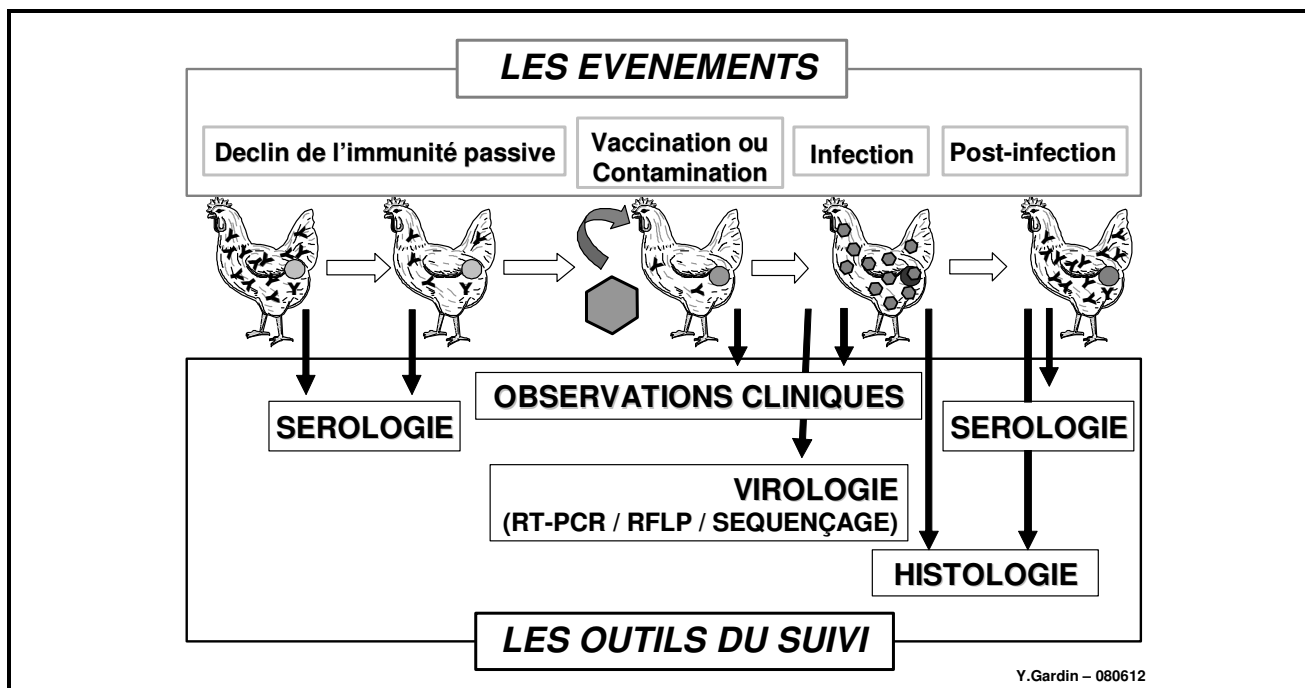 LES EVENEMENTS
Declin de l'immunité passive
Vaccination ou
Contamination
Infection
Post-infection
OBSERVATIONS CLINIQUES
SEROLOGIE
SEROLOGIE
VIROLOGIE
(RT-PCR / RFLP / SEQUENÇAGE)
HISTOLOGIE
LES OUTILS DU SUIVI
Y.Gardin – 080612